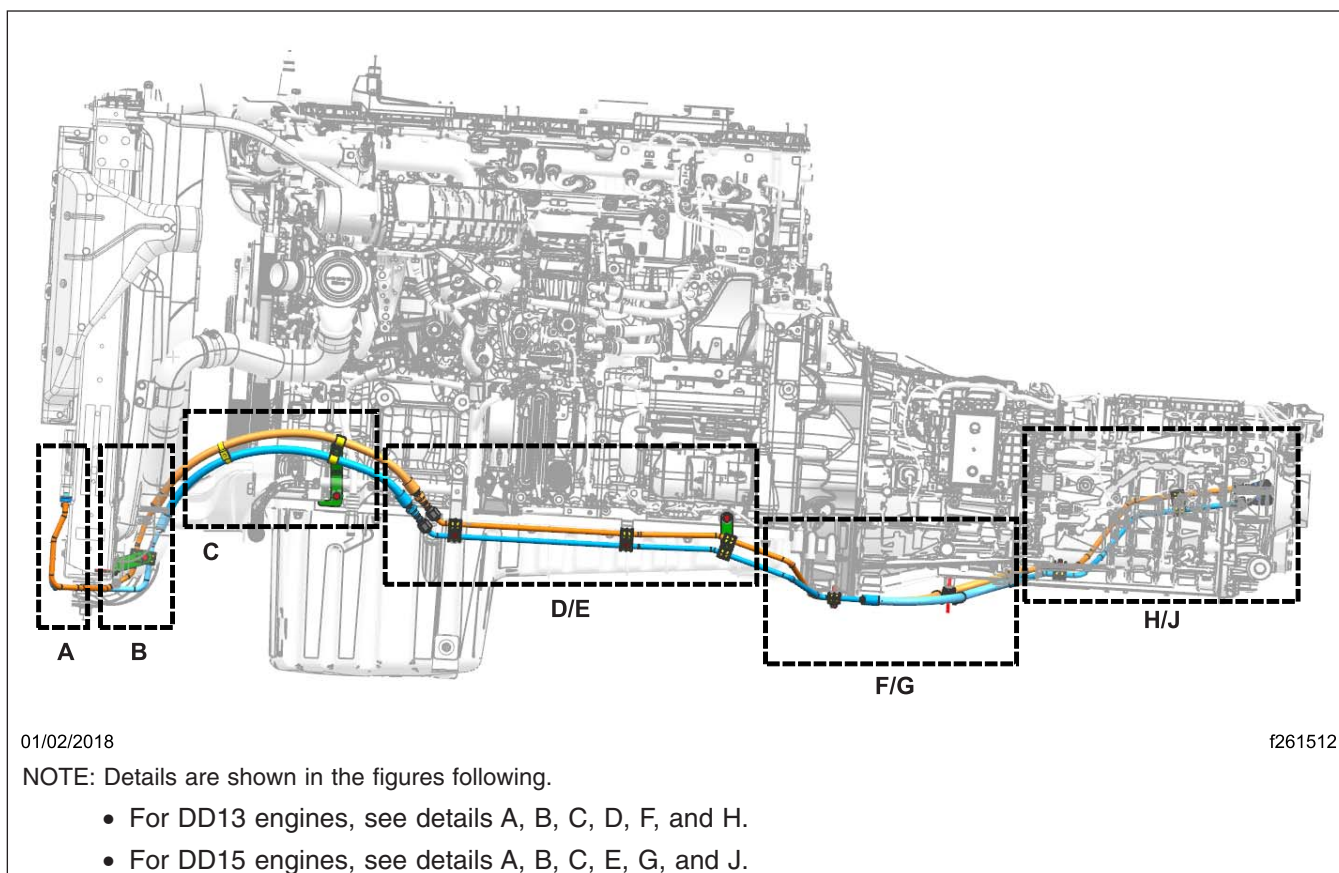 A
B
C
D/E
F/G
H/J
01/02/2018
f261512
NOTE: Details are shown in the figures following.
• For DD13 engines, see details A, B, C, D, F, and H.
• For DD15 engines, see details A, B, C, E, G, and J.